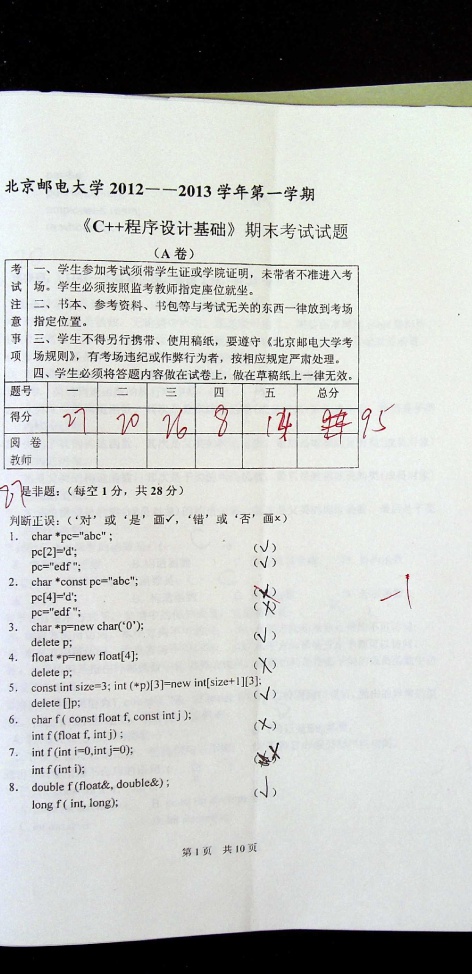 北京邮电大学 2012——2013 学年第一学期
《C++程序设计基础》期末考试试题
（A 卷）
考试注意事项
一、学生参加考试须带学生证或学院证明，未带者不准进入考
场。学生必须按照监考教师指定座位就坐。
二、书本、参考资料、书包等与考试无关的东西一律放到考场
指定位置。
三、学生不得另行携带、使用稿纸，要遵守《北京邮电大学考
场规则》，有考场违纪或作弊行为者，按相应规定严肃处理。
四、学生必须将答题内容做在试卷上，做在草稿纸上一律无效。
题号 一 二 三 四 五 总分
得分 27 20 26 8 14 95
阅 卷
教师
27
是非题：（每空 1 分，共 28 分）
判断正误:（‘对’或‘是’画✓，‘错’或‘否’画×）
1. char *pc="abc" ;
pc[2]='d'; (✓)
pc="edf "; (✓)
2. char *const pc="abc";
pc[4]='d'; (×) -1
pc="edf "; (×)
3. char *p=new char(‘0’);
delete p; (✓)
4. float *p=new float[4];
delete p; (×)
5. const int size=3; int (*p)[3]=new int[size+1][3];
delete []p; (✓)
6. char f ( const float f, const int j );
int f (float f, int j) ; (×)
7. int f (int i=0,int j=0);
int f (int i); (×)
8. double f (float&, double&) ; (✓)
long f ( int, long);
第 1 页 共 10 页